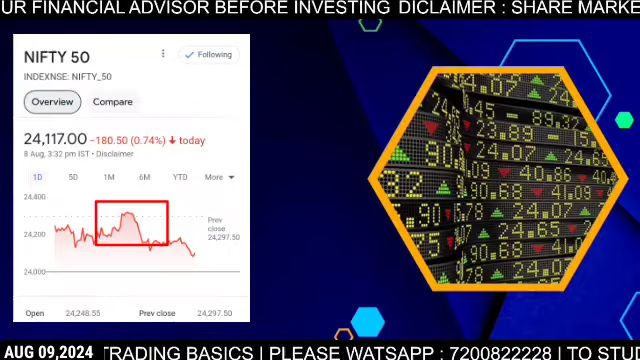 UR FINANCIAL ADVISOR BEFORE INVESTING DICLAIMER : SHARE MARKE
NIFTY 50
Following
INDEXNSE: NIFTY_50
Overview
Compare
24,117.00 −180.50 (0.74%) today
8 Aug, 3:32 pm IST • Disclaimer
1D 5D 1M 6M YTD More
24,400
24,200
24,000
Prev
close
24,297.50
Open 24,248.55 Prev close 24,297.50
AUG 09,2024
TRADING BASICS | PLEASE WATSAPP : 7200822228 | TO STU